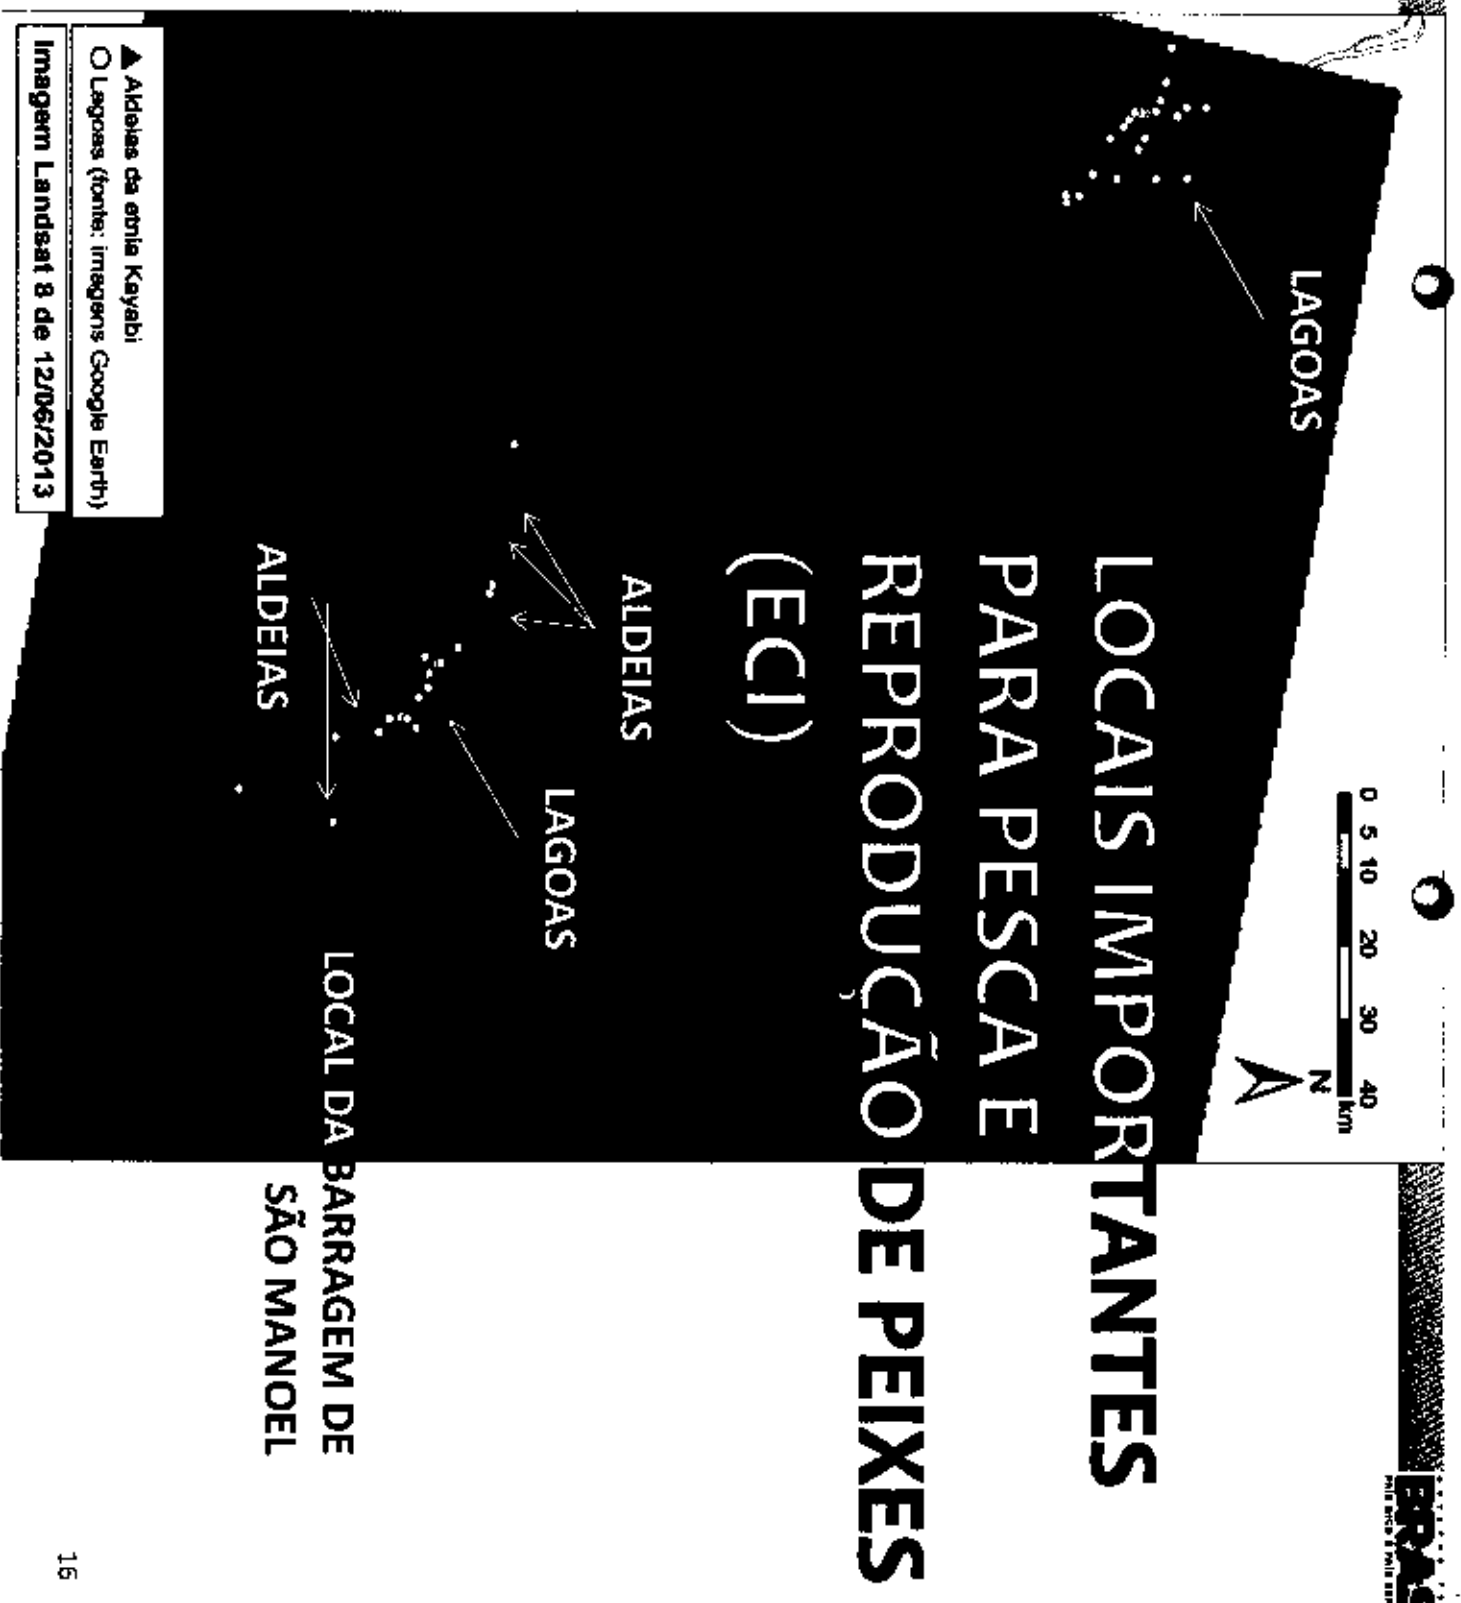 LOCAIS IMPORTANTES
PARA PESCA E
REPRODUÇÃO DE PEIXES
(ECI)
0 5 10 20 30 40
km
N
LAGOAS
ALDEIAS
LAGOAS
ALDEIAS
LOCAL DA BARRAGEM DE
SÃO MANOEL
Aldeias da etnia Kayabi
Lagoas (fonte: imagens Google Earth)
Imagem Landsat 8 de 12/06/2013
16